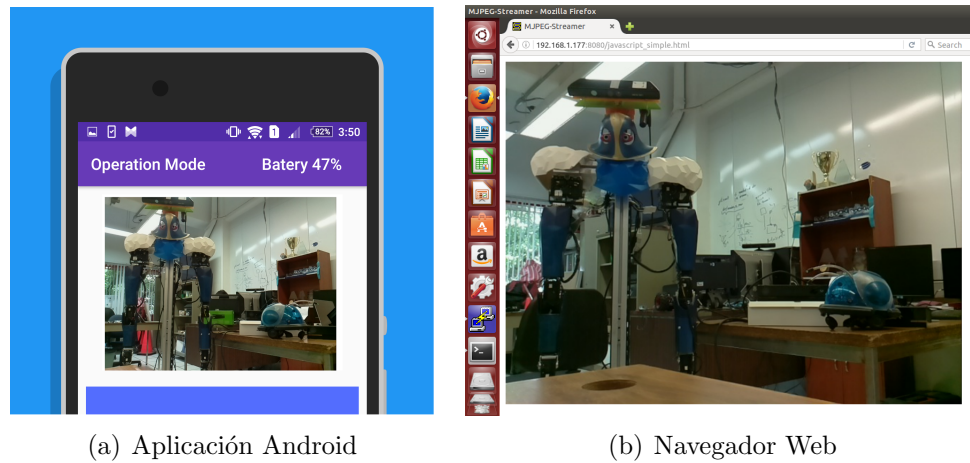 82% 3:50
Operation Mode Batery 47%
(a) Aplicación Android
MJPEG-Streamer - Mozilla Firefox
MJPEG-Streamer
192.168.1.177:8080/javascript_simple.html
Search
(b) Navegador Web